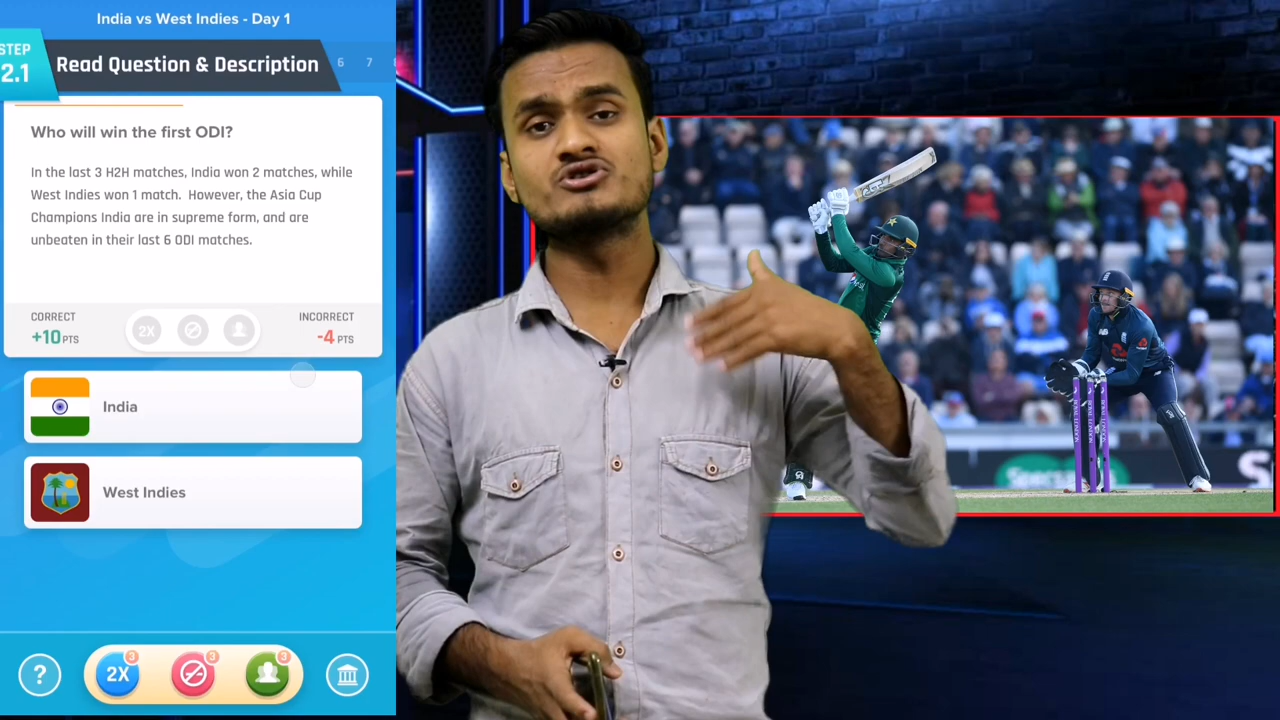 India vs West Indies - Day 1
STEP
2.1
Read Question & Description
6 7
Who will win the first ODI?
In the last 3 H2H matches, India won 2 matches, while
West Indies won 1 match. However, the Asia Cup
Champions India are in supreme form, and are
unbeaten in their last 6 ODI matches.
CORRECT
+10 PTS
2X
INCORRECT
-4 PTS
India
West Indies
?
2X
3
3
3